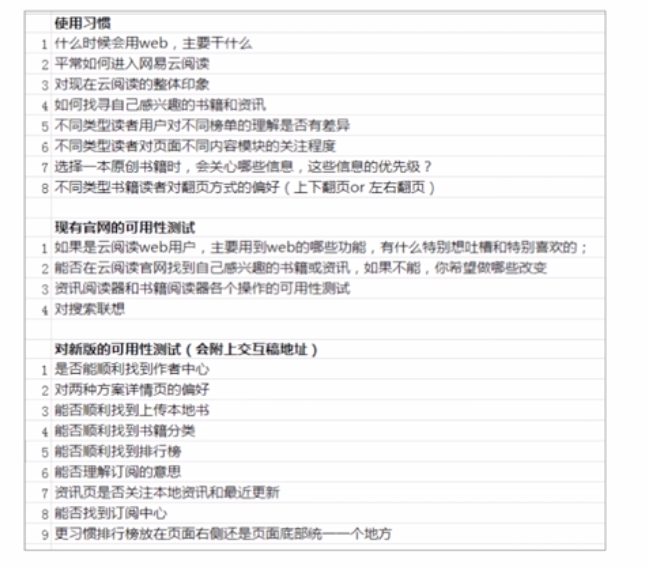 使用习惯
1 什么时候会用web，主要干什么
2 平常如何进入网易云阅读
3 对现在云阅读的整体印象
4 如何找寻自己感兴趣的书籍和资讯
5 不同类型读者用户对不同榜单的理解是否有差异
6 不同类型读者对页面不同内容模块的关注程度
7 选择一本原创书籍时，会关心哪些信息，这些信息的优先级？
8 不同类型书籍读者对翻页方式的偏好（上下翻页or 左右翻页）
现有官网的可用性测试
1 如果是云阅读web用户，主要用到web的哪些功能，有什么特别想吐槽和特别喜欢的；
2 能否在云阅读官网找到自己感兴趣的书籍或资讯，如果不能，你希望做哪些改变
3 资讯阅读器和书籍阅读器各个操作的可用性测试
4 对搜索联想
对新版的可用性测试（会附上交互稿地址）
1 是否能顺利找到作者中心
2 对两种方案详情页的偏好
3 能否顺利找到上传本地书
4 能否顺利找到书籍分类
5 能否顺利找到排行榜
6 能否理解订阅的意思
7 资讯页是否关注本地资讯和最近更新
8 能否找到订阅中心
9 更习惯排行榜放在页面右侧还是页面底部统一一个地方